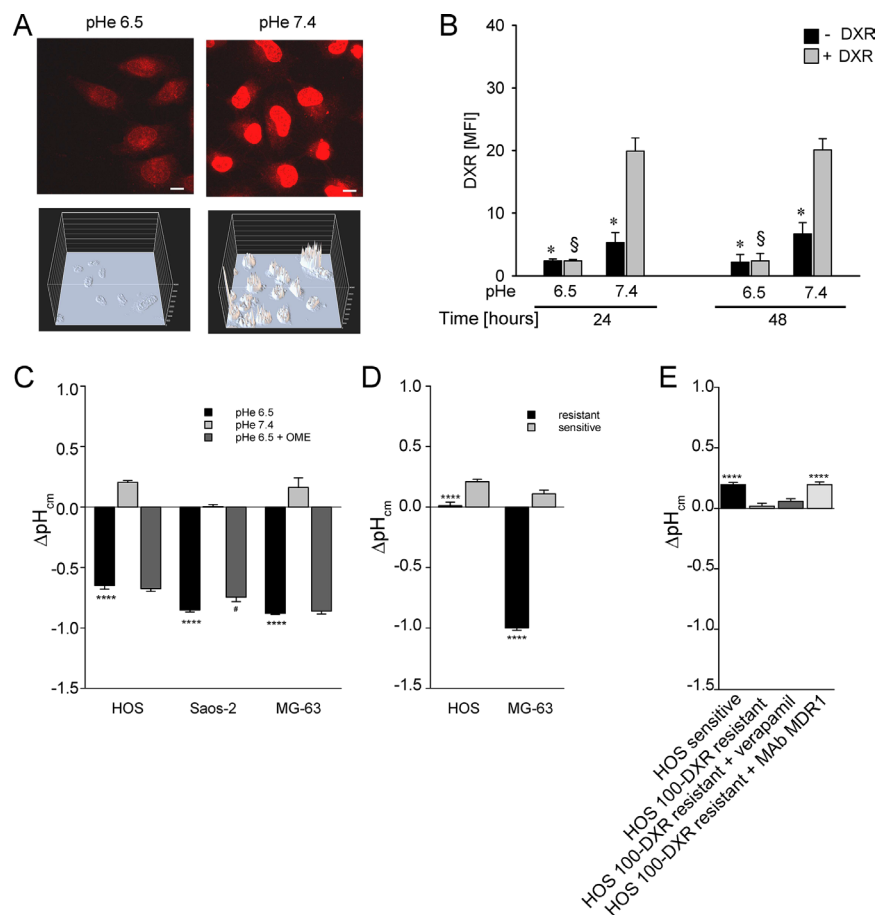 A
pHe 6.5
pHe 7.4
B
- DXR
+ DXR
DXR [MFI]
40
30
20
10
0
*
§
*
*
§
*
pHe
6.5
7.4
6.5
7.4
Time [hours]
24
48
C
ΔpHcm
1.0
0.5
0.0
-0.5
-1.0
-1.5
pHe 6.5
pHe 7.4
pHe 6.5 + OME
****
****
#
****
HOS
Saos-2
MG-63
D
ΔpHcm
1.0
0.5
0.0
-0.5
-1.0
-1.5
resistant
sensitive
****
****
HOS
MG-63
E
ΔpHcm
1.0
0.5
0.0
-0.5
-1.0
-1.5
****
****
HOS sensitive
HOS 100-DXR resistant
HOS 100-DXR resistant + verapamil
HOS 100-DXR resistant + MAb MDR1